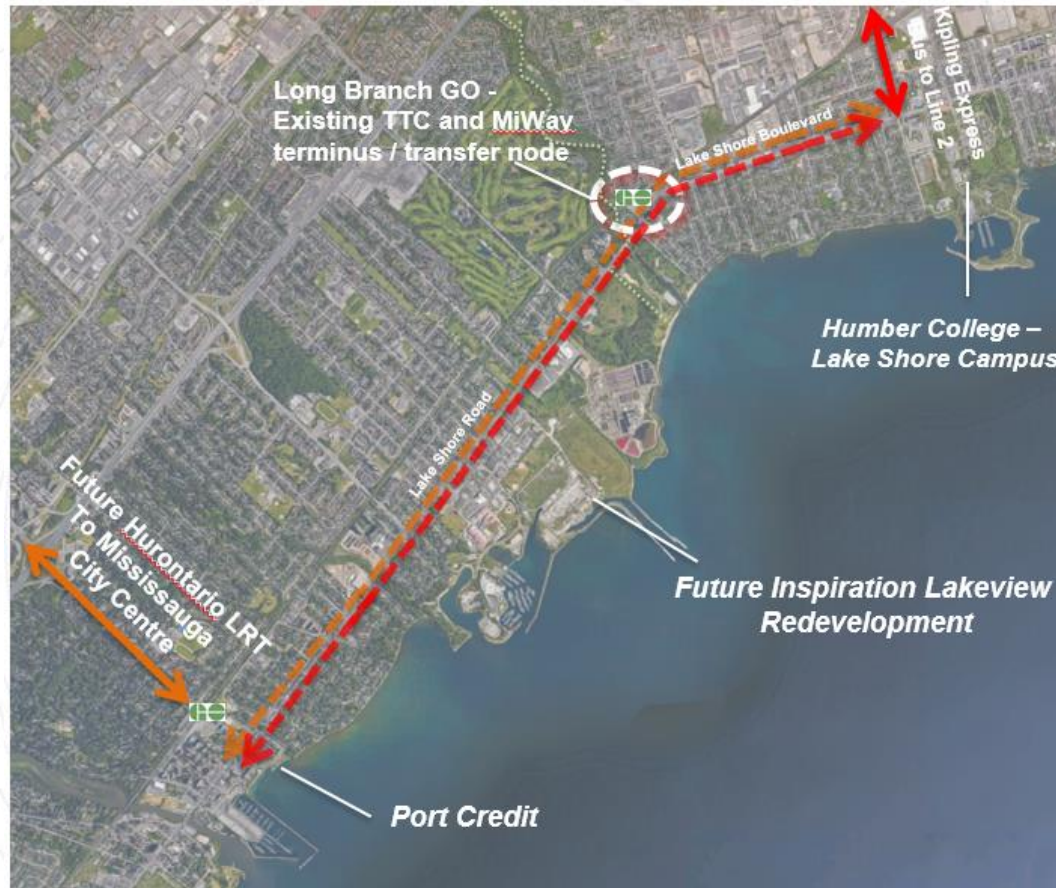 Long Branch GO -
Existing TTC and MiWay
terminus / transfer node
Lake Shore Boulevard
Kipling Express
Bus to Line 2
Humber College –
Lake Shore Campus
Lake Shore Road
Future Hurontario LRT
To Mississauga
City Centre
Future Inspiration Lakeview
Redevelopment
Port Credit
GO
GO